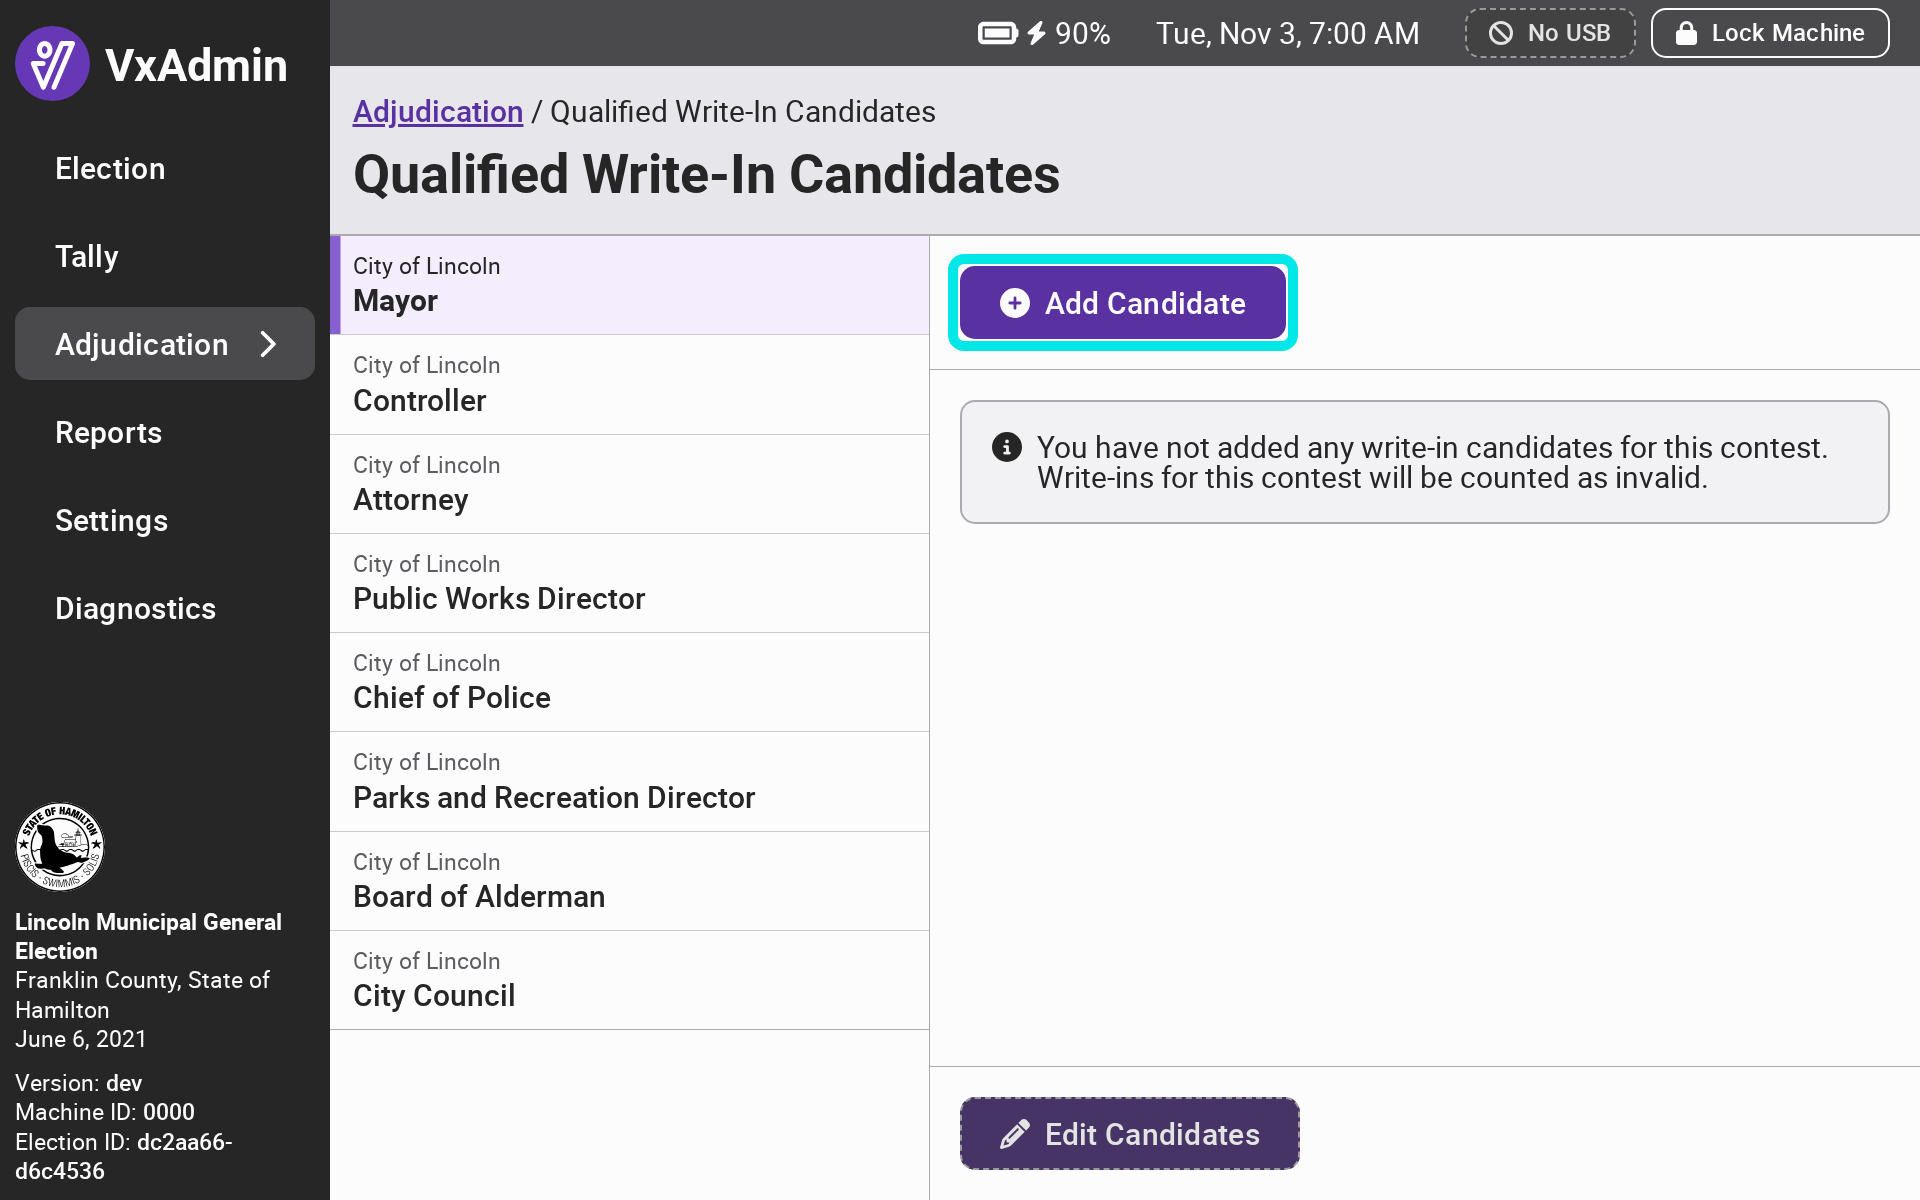 VxAdmin
Election
Tally
Adjudication
Reports
Settings
Diagnostics
STATE OF HAMILTON
PISCIS · SWIMMIS · SOLIS
Lincoln Municipal General
Election
Franklin County, State of
Hamilton
June 6, 2021
Version: dev
Machine ID: 0000
Election ID: dc2aa66-
d6c4536
90%
Tue, Nov 3, 7:00 AM
No USB
Lock Machine
Adjudication / Qualified Write-In Candidates
Qualified Write-In Candidates
City of Lincoln
Mayor
City of Lincoln
Controller
City of Lincoln
Attorney
City of Lincoln
Public Works Director
City of Lincoln
Chief of Police
City of Lincoln
Parks and Recreation Director
City of Lincoln
Board of Alderman
City of Lincoln
City Council
Add Candidate
You have not added any write-in candidates for this contest.
Write-ins for this contest will be counted as invalid.
Edit Candidates